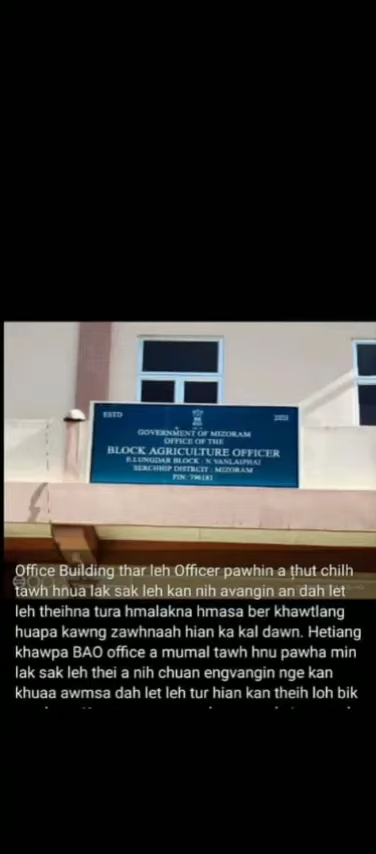 ESTD
GOVERNMENT OF MIZORAM
OFFICE OF THE
BLOCK AGRICULTURE OFFICER
E.LUNGDAR BLOCK : N.VANLAIPHAI
SERCHHIP DISTRCIT : MIZORAM
PIN: 796181
Office Building thar leh Officer pawhin a ṭhut chilh
tawh hnua lak sak leh kan nih avangin an dah let
leh theihna tura hmalakna hmasa ber khawtlang
huapa kawng zawhnaah hian ka kal dawn. Hetiang
khawpa BAO office a mumal tawh hnu pawha min
lak sak leh thei a nih chuan engvangin nge kan
khuaa awmsa dah let leh tur hian kan theih loh bik